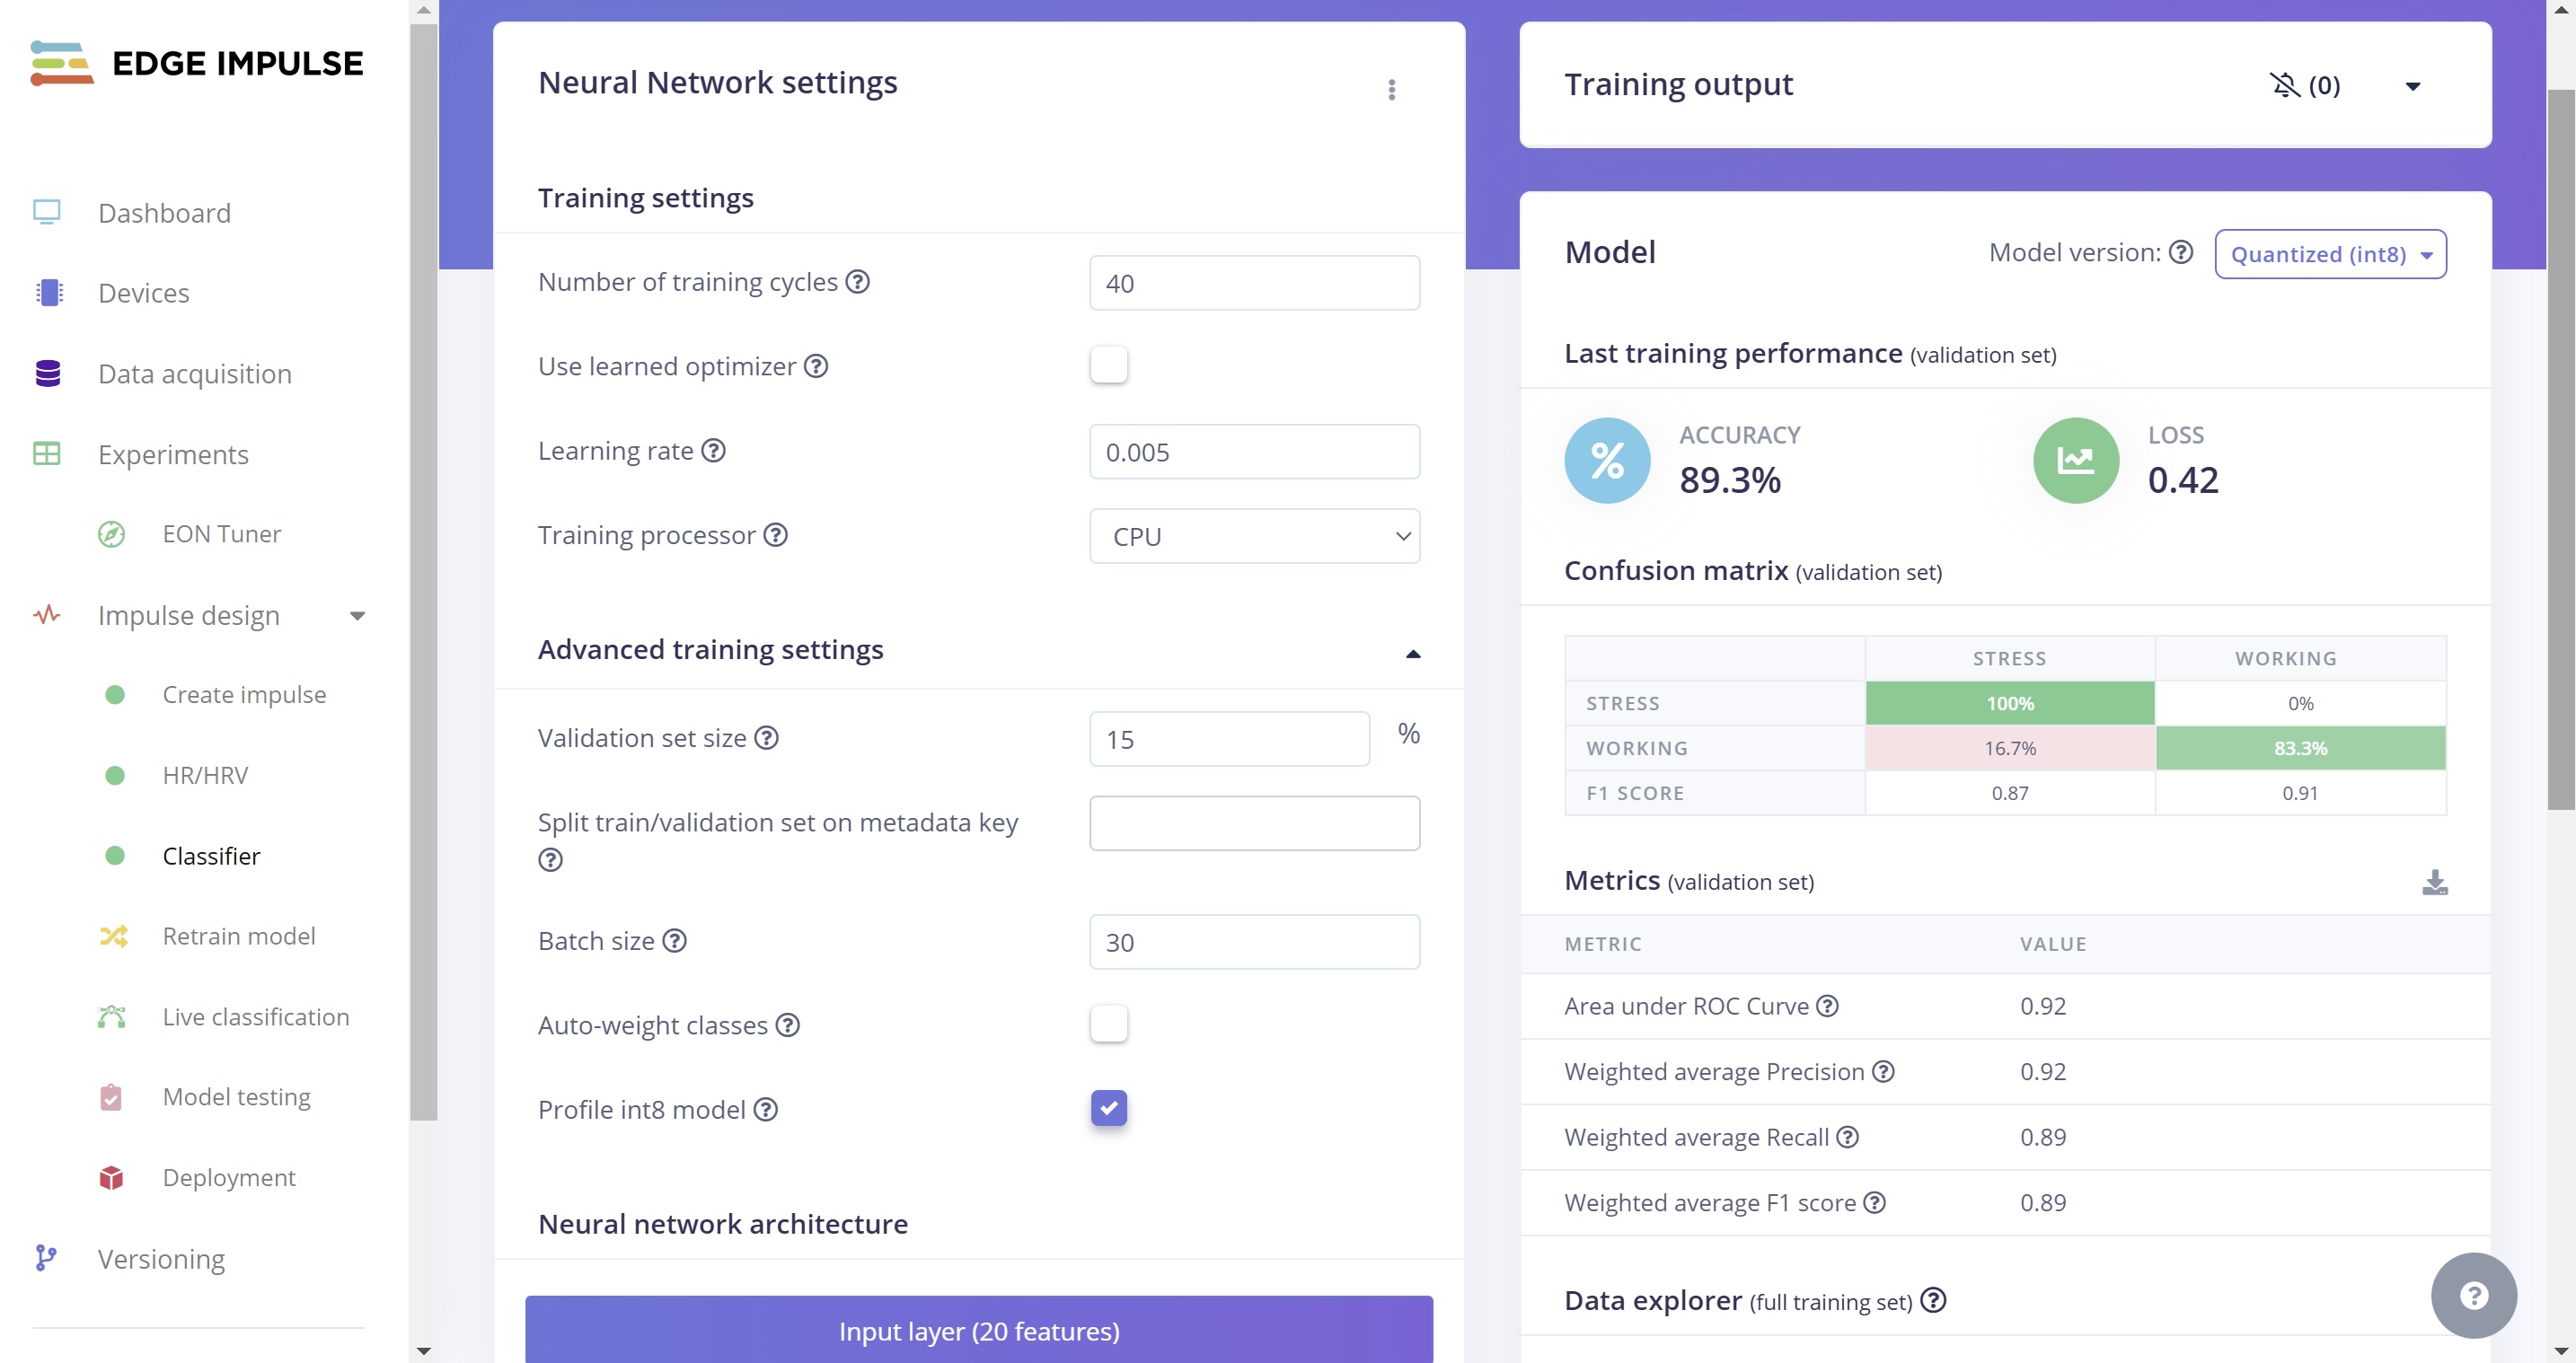 EDGE IMPULSE
Dashboard
Devices
Data acquisition
Experiments
EON Tuner
Impulse design
Create impulse
HR/HRV
Classifier
Retrain model
Live classification
Model testing
Deployment
Versioning
Neural Network settings
Training settings
Number of training cycles ?
40
Use learned optimizer ?
Learning rate ?
0.005
Training processor ?
CPU
Advanced training settings
Validation set size ?
15
%
Split train/validation set on metadata key
?
Batch size ?
30
Auto-weight classes ?
Profile int8 model ?
Neural network architecture
Input layer (20 features)
Training output
(0)
Model
Model version: ?
Quantized (int8)
Last training performance (validation set)
%
ACCURACY
89.3%
LOSS
0.42
Confusion matrix (validation set)
STRESS WORKING
STRESS 100% 0%
WORKING 16.7% 83.3%
F1 SCORE 0.87 0.91
Metrics (validation set)
METRIC VALUE
Area under ROC Curve ? 0.92
Weighted average Precision ? 0.92
Weighted average Recall ? 0.89
Weighted average F1 score ? 0.89
Data explorer (full training set) ?
?